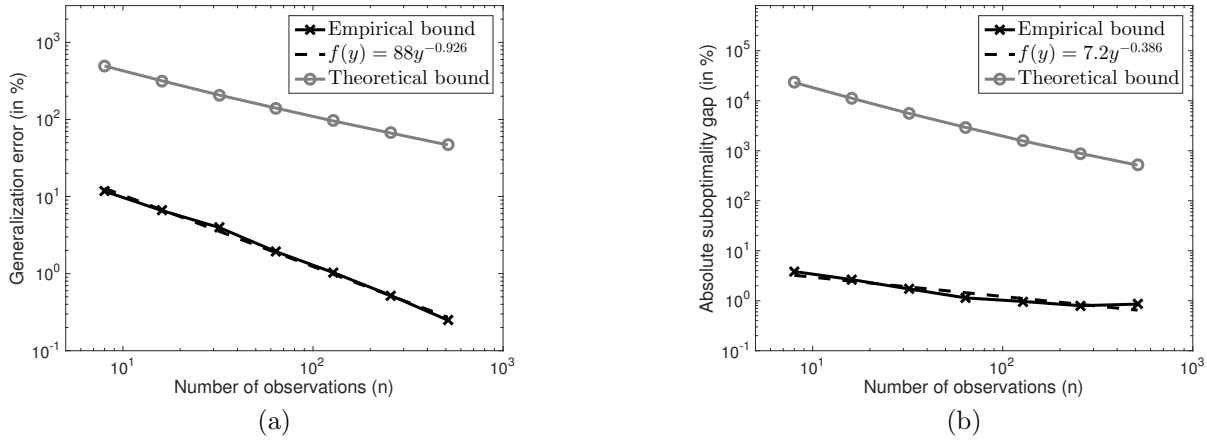 10^3
10^2
10^1
10^0
10^-1
Generalization error (in %)
Empirical bound
f(y) = 88y^-0.926
Theoretical bound
10^1
10^2
10^3
Number of observations (n)
(a)
10^5
10^4
10^3
10^2
10^1
10^0
10^-1
Absolute suboptimality gap (in %)
Empirical bound
f(y) = 7.2y^-0.386
Theoretical bound
10^1
10^2
10^3
Number of observations (n)
(b)